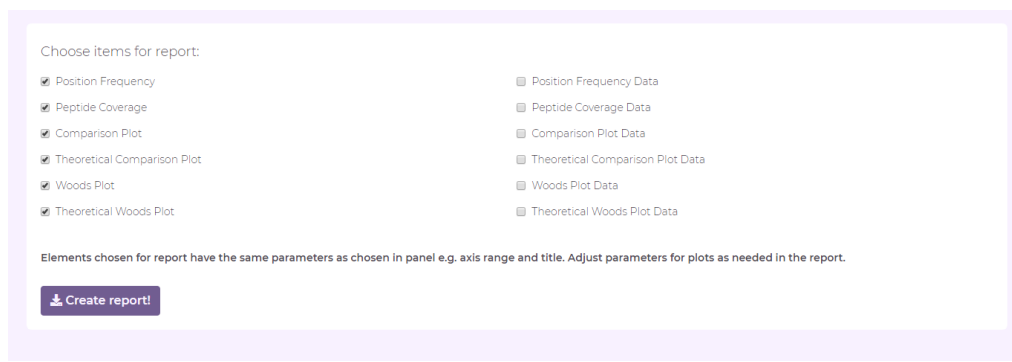 Choose items for report:
Position Frequency
Position Frequency Data
Peptide Coverage
Peptide Coverage Data
Comparison Plot
Comparison Plot Data
Theoretical Comparison Plot
Theoretical Comparison Plot Data
Woods Plot
Woods Plot Data
Theoretical Woods Plot
Theoretical Woods Plot Data
Elements chosen for report have the same parameters as chosen in panel e.g. axis range and title. Adjust parameters for plots as needed in the report.
Create report!